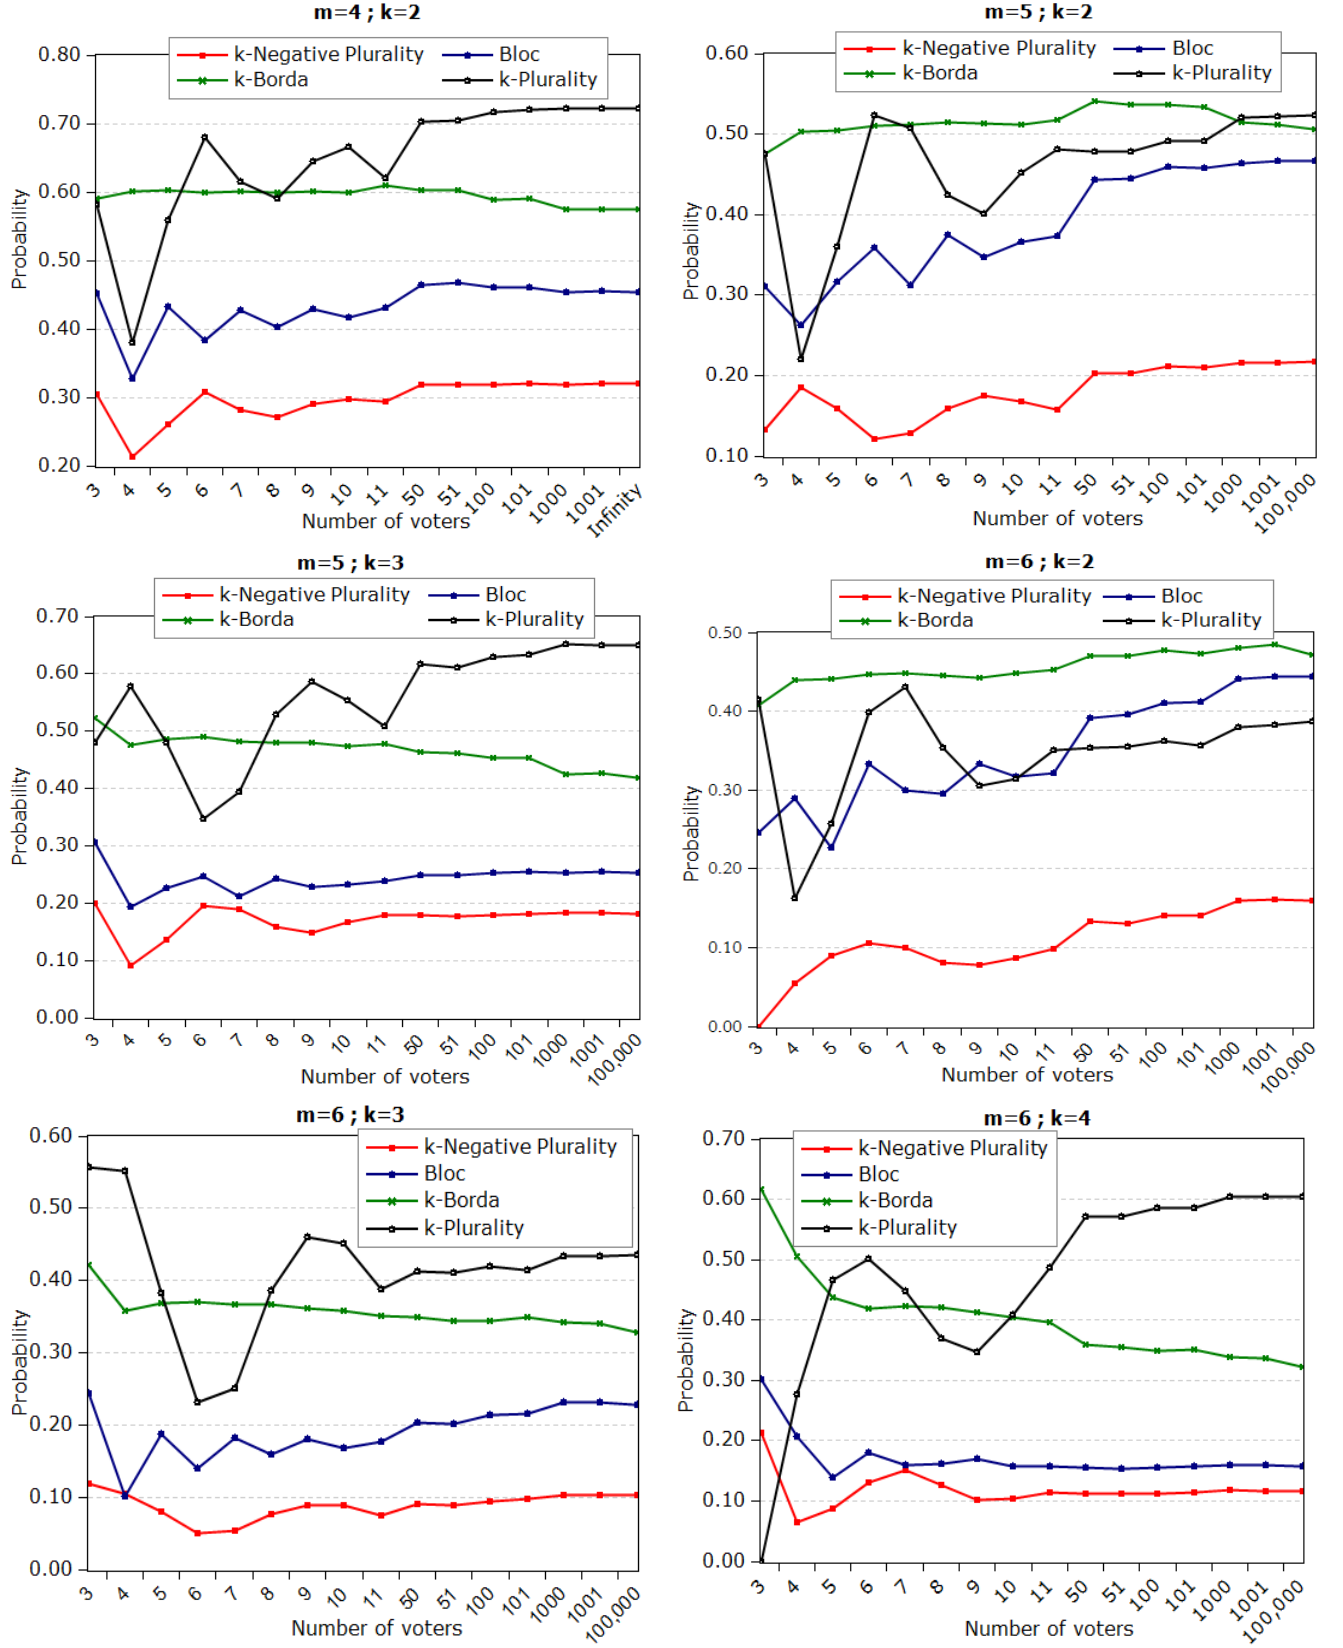 m=4 ; k=2
k-Negative Plurality
Bloc
k-Borda
k-Plurality
0.80
0.70
0.60
0.50
0.40
0.30
0.20
Probability
3 4 5 6 7 8 9 10 11 50 51 100 101 1000 1001 Infinity
Number of voters
m=5 ; k=2
k-Negative Plurality
Bloc
k-Borda
k-Plurality
0.60
0.50
0.40
0.30
0.20
0.10
Probability
3 4 5 6 7 8 9 10 11 50 51 100 101 1000 1001 100,000
Number of voters
m=5 ; k=3
k-Negative Plurality
Bloc
k-Borda
k-Plurality
0.70
0.60
0.50
0.40
0.30
0.20
0.10
0.00
Probability
3 4 5 6 7 8 9 10 11 50 51 100 101 1000 1001 100,000
Number of voters
m=6 ; k=2
k-Negative Plurality
Bloc
k-Borda
k-Plurality
0.50
0.40
0.30
0.20
0.10
0.00
Probability
3 4 5 6 7 8 9 10 11 50 51 100 101 1000 1001 100,000
Number of voters
m=6 ; k=3
k-Negative Plurality
Bloc
k-Borda
k-Plurality
0.60
0.50
0.40
0.30
0.20
0.10
0.00
Probability
3 4 5 6 7 8 9 10 11 50 51 100 101 1000 1001 100,000
Number of voters
m=6 ; k=4
k-Negative Plurality
Bloc
k-Borda
k-Plurality
0.70
0.60
0.50
0.40
0.30
0.20
0.10
0.00
Probability
3 4 5 6 7 8 9 10 11 50 51 100 101 1000 1001 100,000
Number of voters